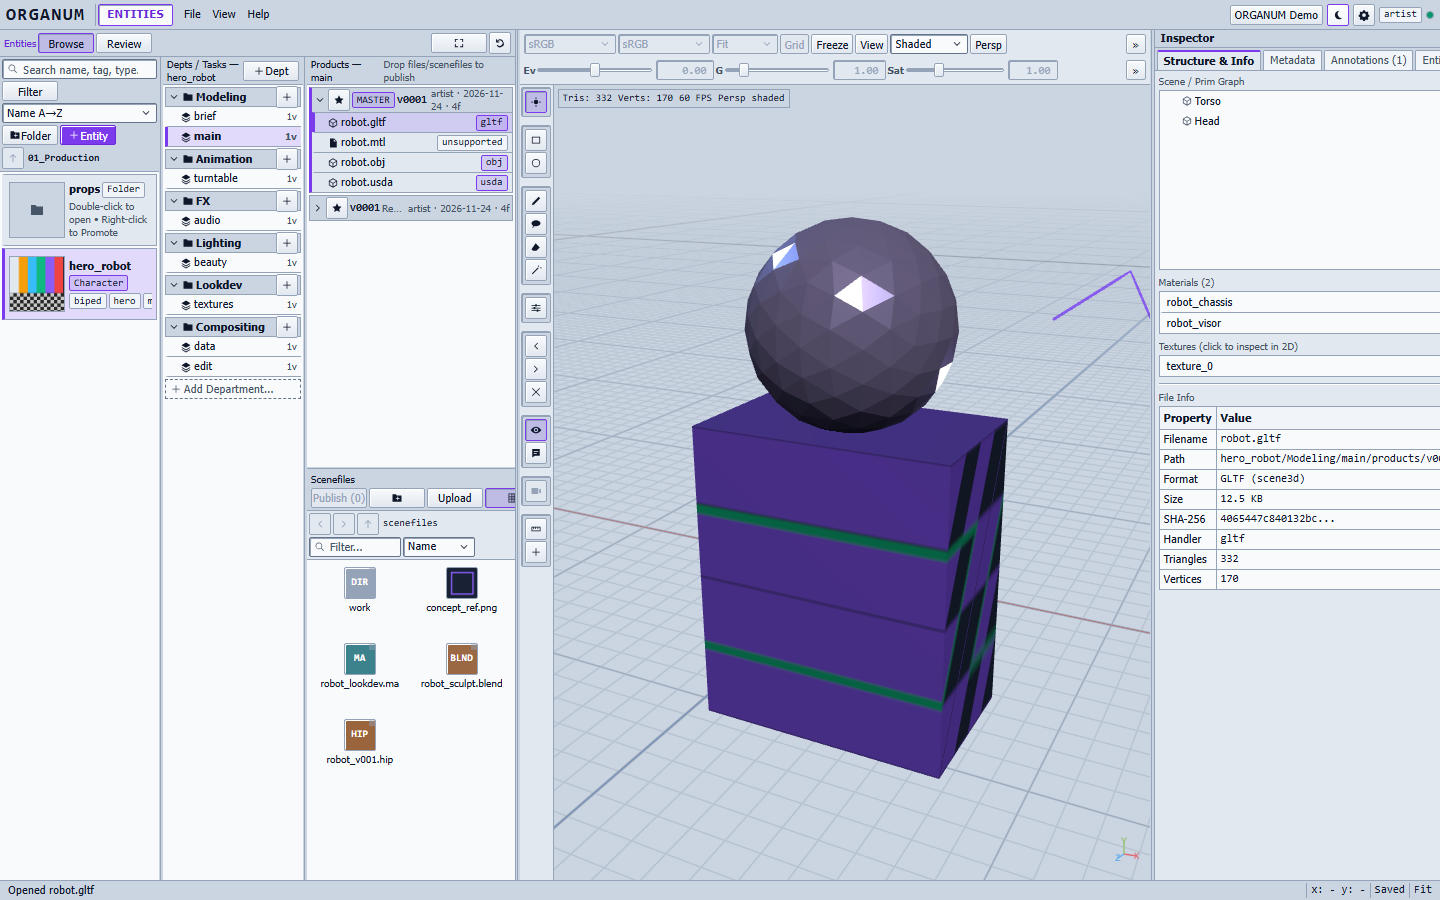 ORGANUM ENTITIES File View Help ORGANUM Demo artist
Entities Browse Review
Search name, tag, type.
Filter
Name A→Z
Folder +Entity
01_Production
props Folder
Double-click to
open • Right-click
to Promote
hero_robot
Character
biped hero
Depts / Tasks —
hero_robot
+Dept
Modeling
brief 1v
main 1v
Animation
turntable 1v
FX
audio 1v
Lighting
beauty 1v
Lookdev
textures 1v
Compositing
data 1v
edit 1v
+ Add Department...
Products —
main
Drop files/scenefiles to
publish
MASTER v0001 artist · 2026-11-
24 · 4f
robot.gltf gltf
robot.mtl unsupported
robot.obj obj
robot.usda usda
v0001 Re... artist · 2026-11-24 · 4f
Scenefiles
Publish (0) Upload
scenefiles
Filter... Name
DIR
work
concept_ref.png
MA
robot_lookdev.ma
BLND
robot_sculpt.blend
HIP
robot_v001.hip
sRGB sRGB Fit Grid Freeze View Shaded Persp »
Ev 0.00 G 1.00 Sat 1.00 »
Tris: 332 Verts: 170 60 FPS Persp shaded
Y
Z X
Inspector
Structure & Info Metadata Annotations (1) Enti
Scene / Prim Graph
Torso
Head
Materials (2)
robot_chassis
robot_visor
Textures (click to inspect in 2D)
texture_0
File Info
Property Value
Filename robot.gltf
Path hero_robot/Modeling/main/products/v00
Format GLTF (scene3d)
Size 12.5 KB
SHA-256 4065447c840132bc...
Handler gltf
Triangles 332
Vertices 170
Opened robot.gltf
x: - y: - Saved Fit